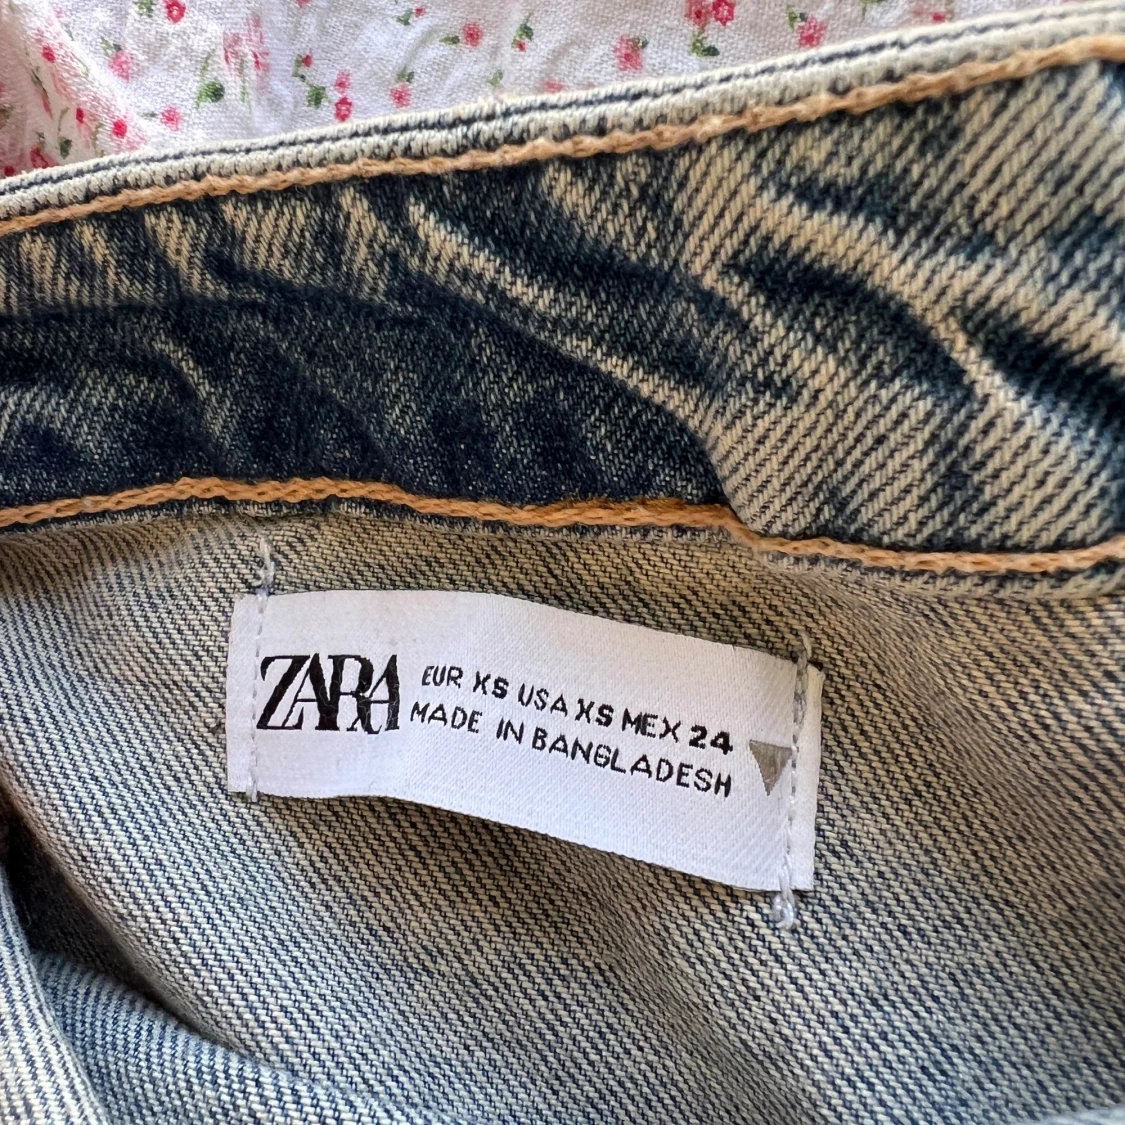 ZARA
EUR XS USA XS MEX 24
MADE IN BANGLADESH